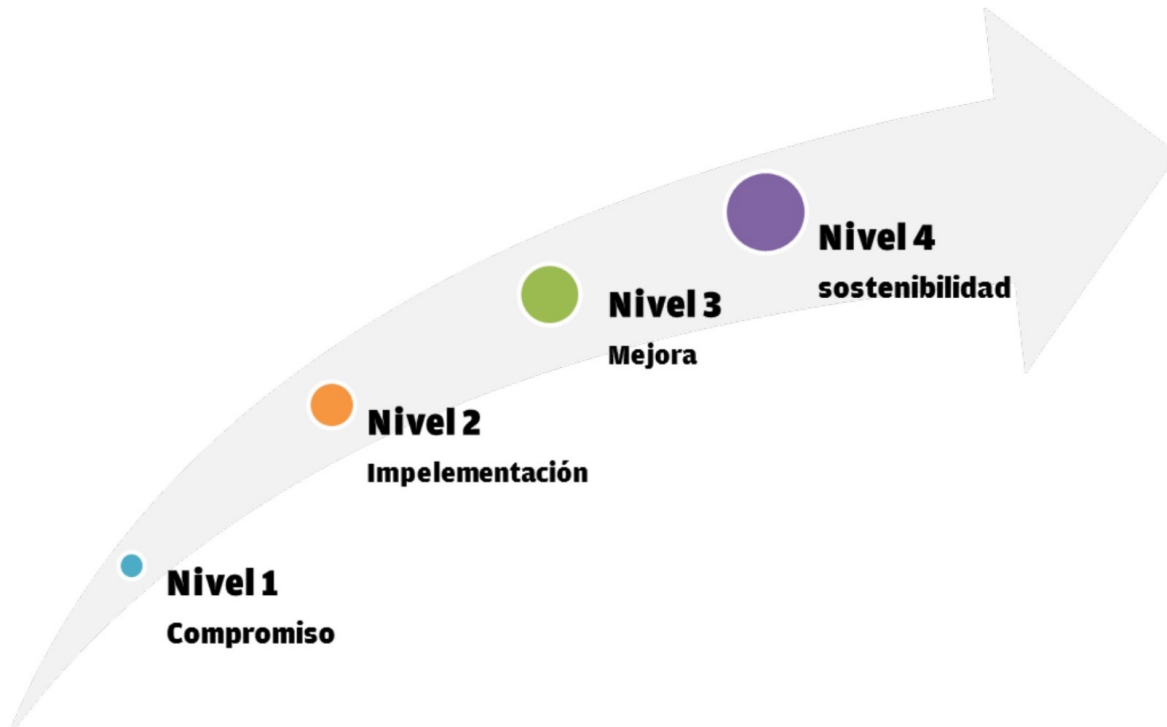 Nivel 4
sostenibilidad
Nivel 3
Mejora
Nivel 2
Impelementación
Nivel 1
Compromiso